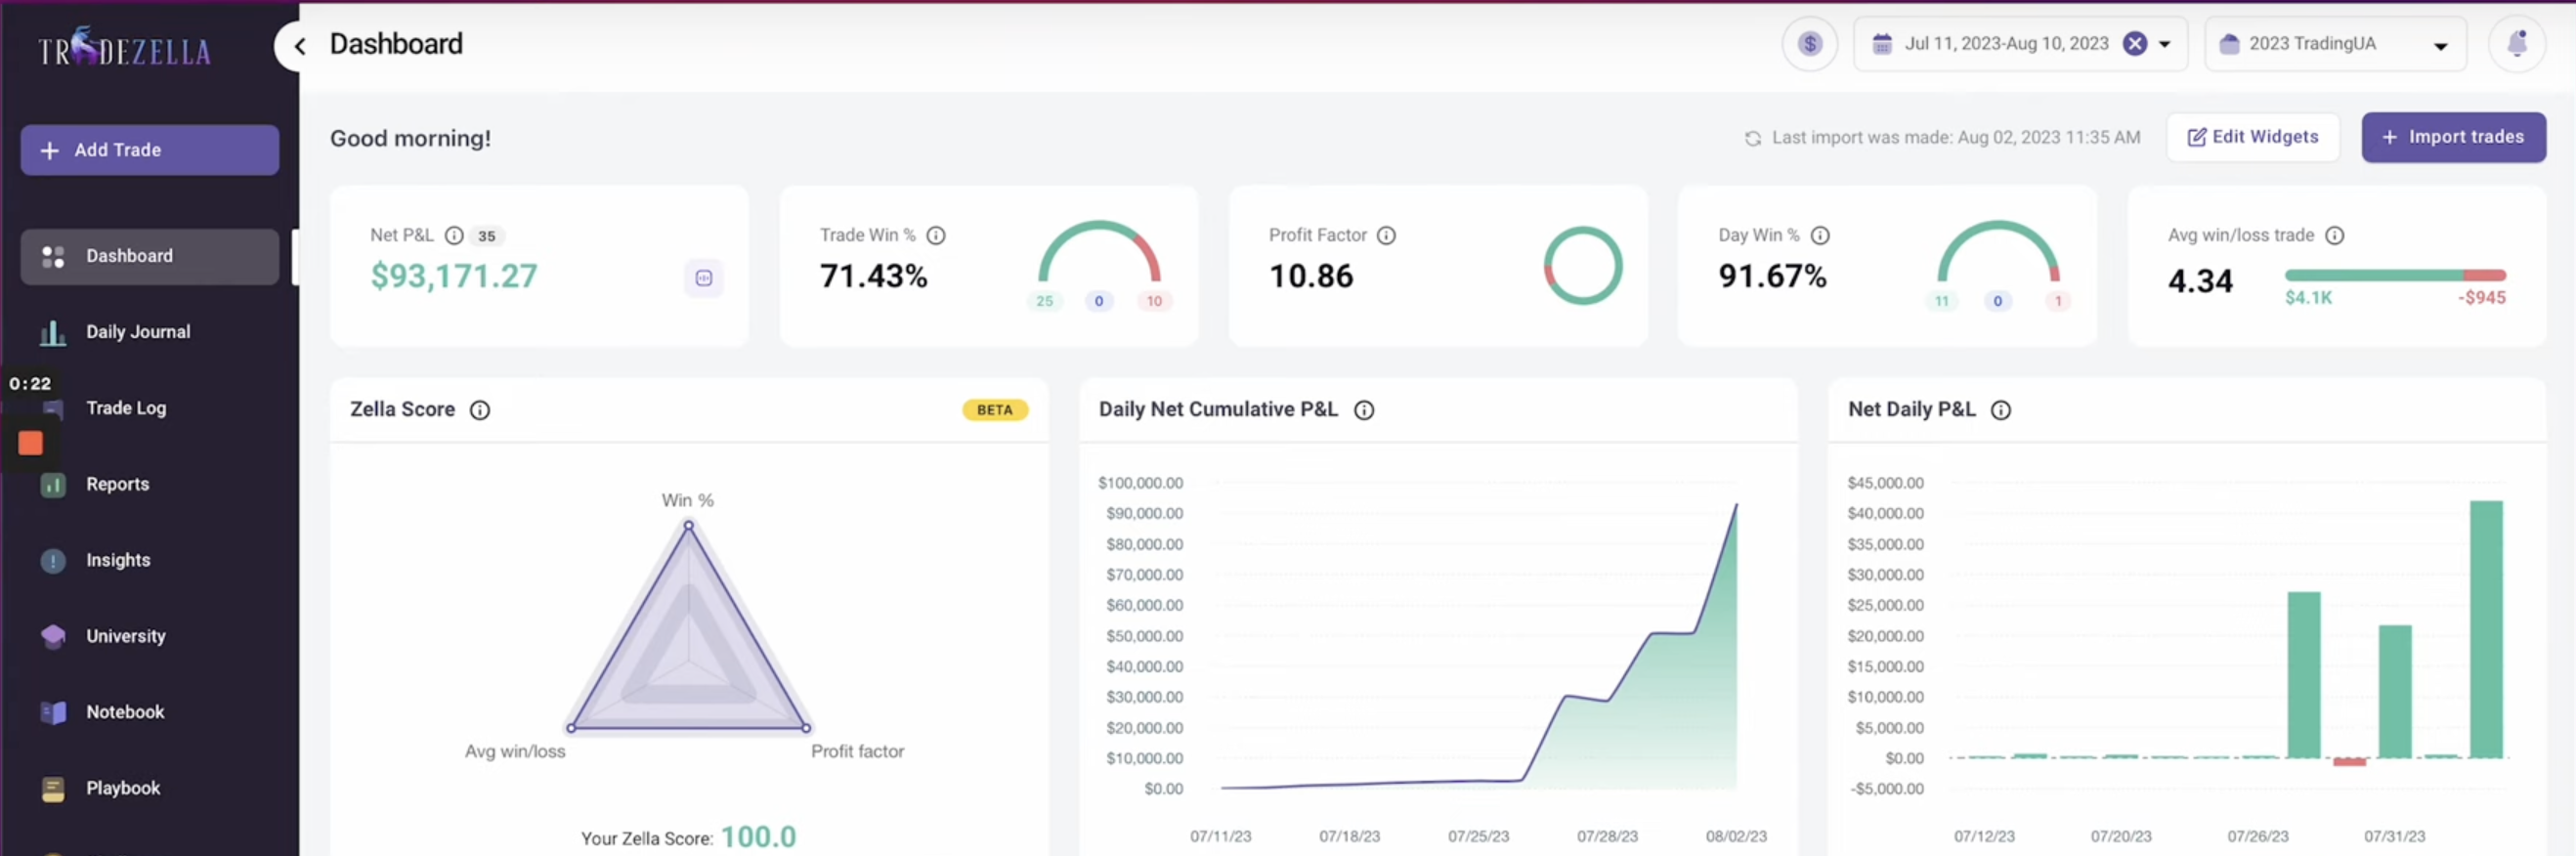 TRADEZELLA
Dashboard
$
Jul 11, 2023-Aug 10, 2023
2023 TradingUA
+ Add Trade
Good morning!
Last import was made: Aug 02, 2023 11:35 AM
Edit Widgets
+ Import trades
Dashboard
Daily Journal
0:22
Trade Log
Reports
Insights
University
Notebook
Playbook
Net P&L 35
$93,171.27
Trade Win %
71.43%
25 0 10
Profit Factor
10.86
Day Win %
91.67%
11 0 1
Avg win/loss trade
4.34
$4.1K -$945
Zella Score
BETA
Win %
Avg win/loss
Profit factor
Your Zella Score: 100.0
Daily Net Cumulative P&L
$100,000.00
$90,000.00
$80,000.00
$70,000.00
$60,000.00
$50,000.00
$40,000.00
$30,000.00
$20,000.00
$10,000.00
$0.00
07/11/23 07/18/23 07/25/23 07/28/23 08/02/23
Net Daily P&L
$45,000.00
$40,000.00
$35,000.00
$30,000.00
$25,000.00
$20,000.00
$15,000.00
$10,000.00
$5,000.00
$0.00
-$5,000.00
07/12/23 07/20/23 07/26/23 07/31/23